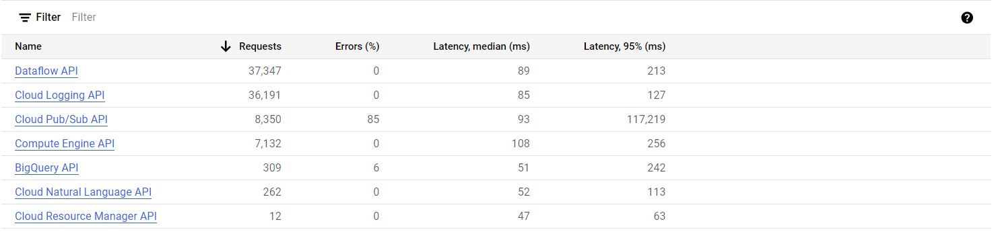 Filter Filter
Name Requests Errors (%) Latency, median (ms) Latency, 95% (ms)
Dataflow API 37,347 0 89 213
Cloud Logging API 36,191 0 85 127
Cloud Pub/Sub API 8,350 85 93 117,219
Compute Engine API 7,132 0 108 256
BigQuery API 309 6 51 242
Cloud Natural Language API 262 0 52 113
Cloud Resource Manager API 12 0 47 63